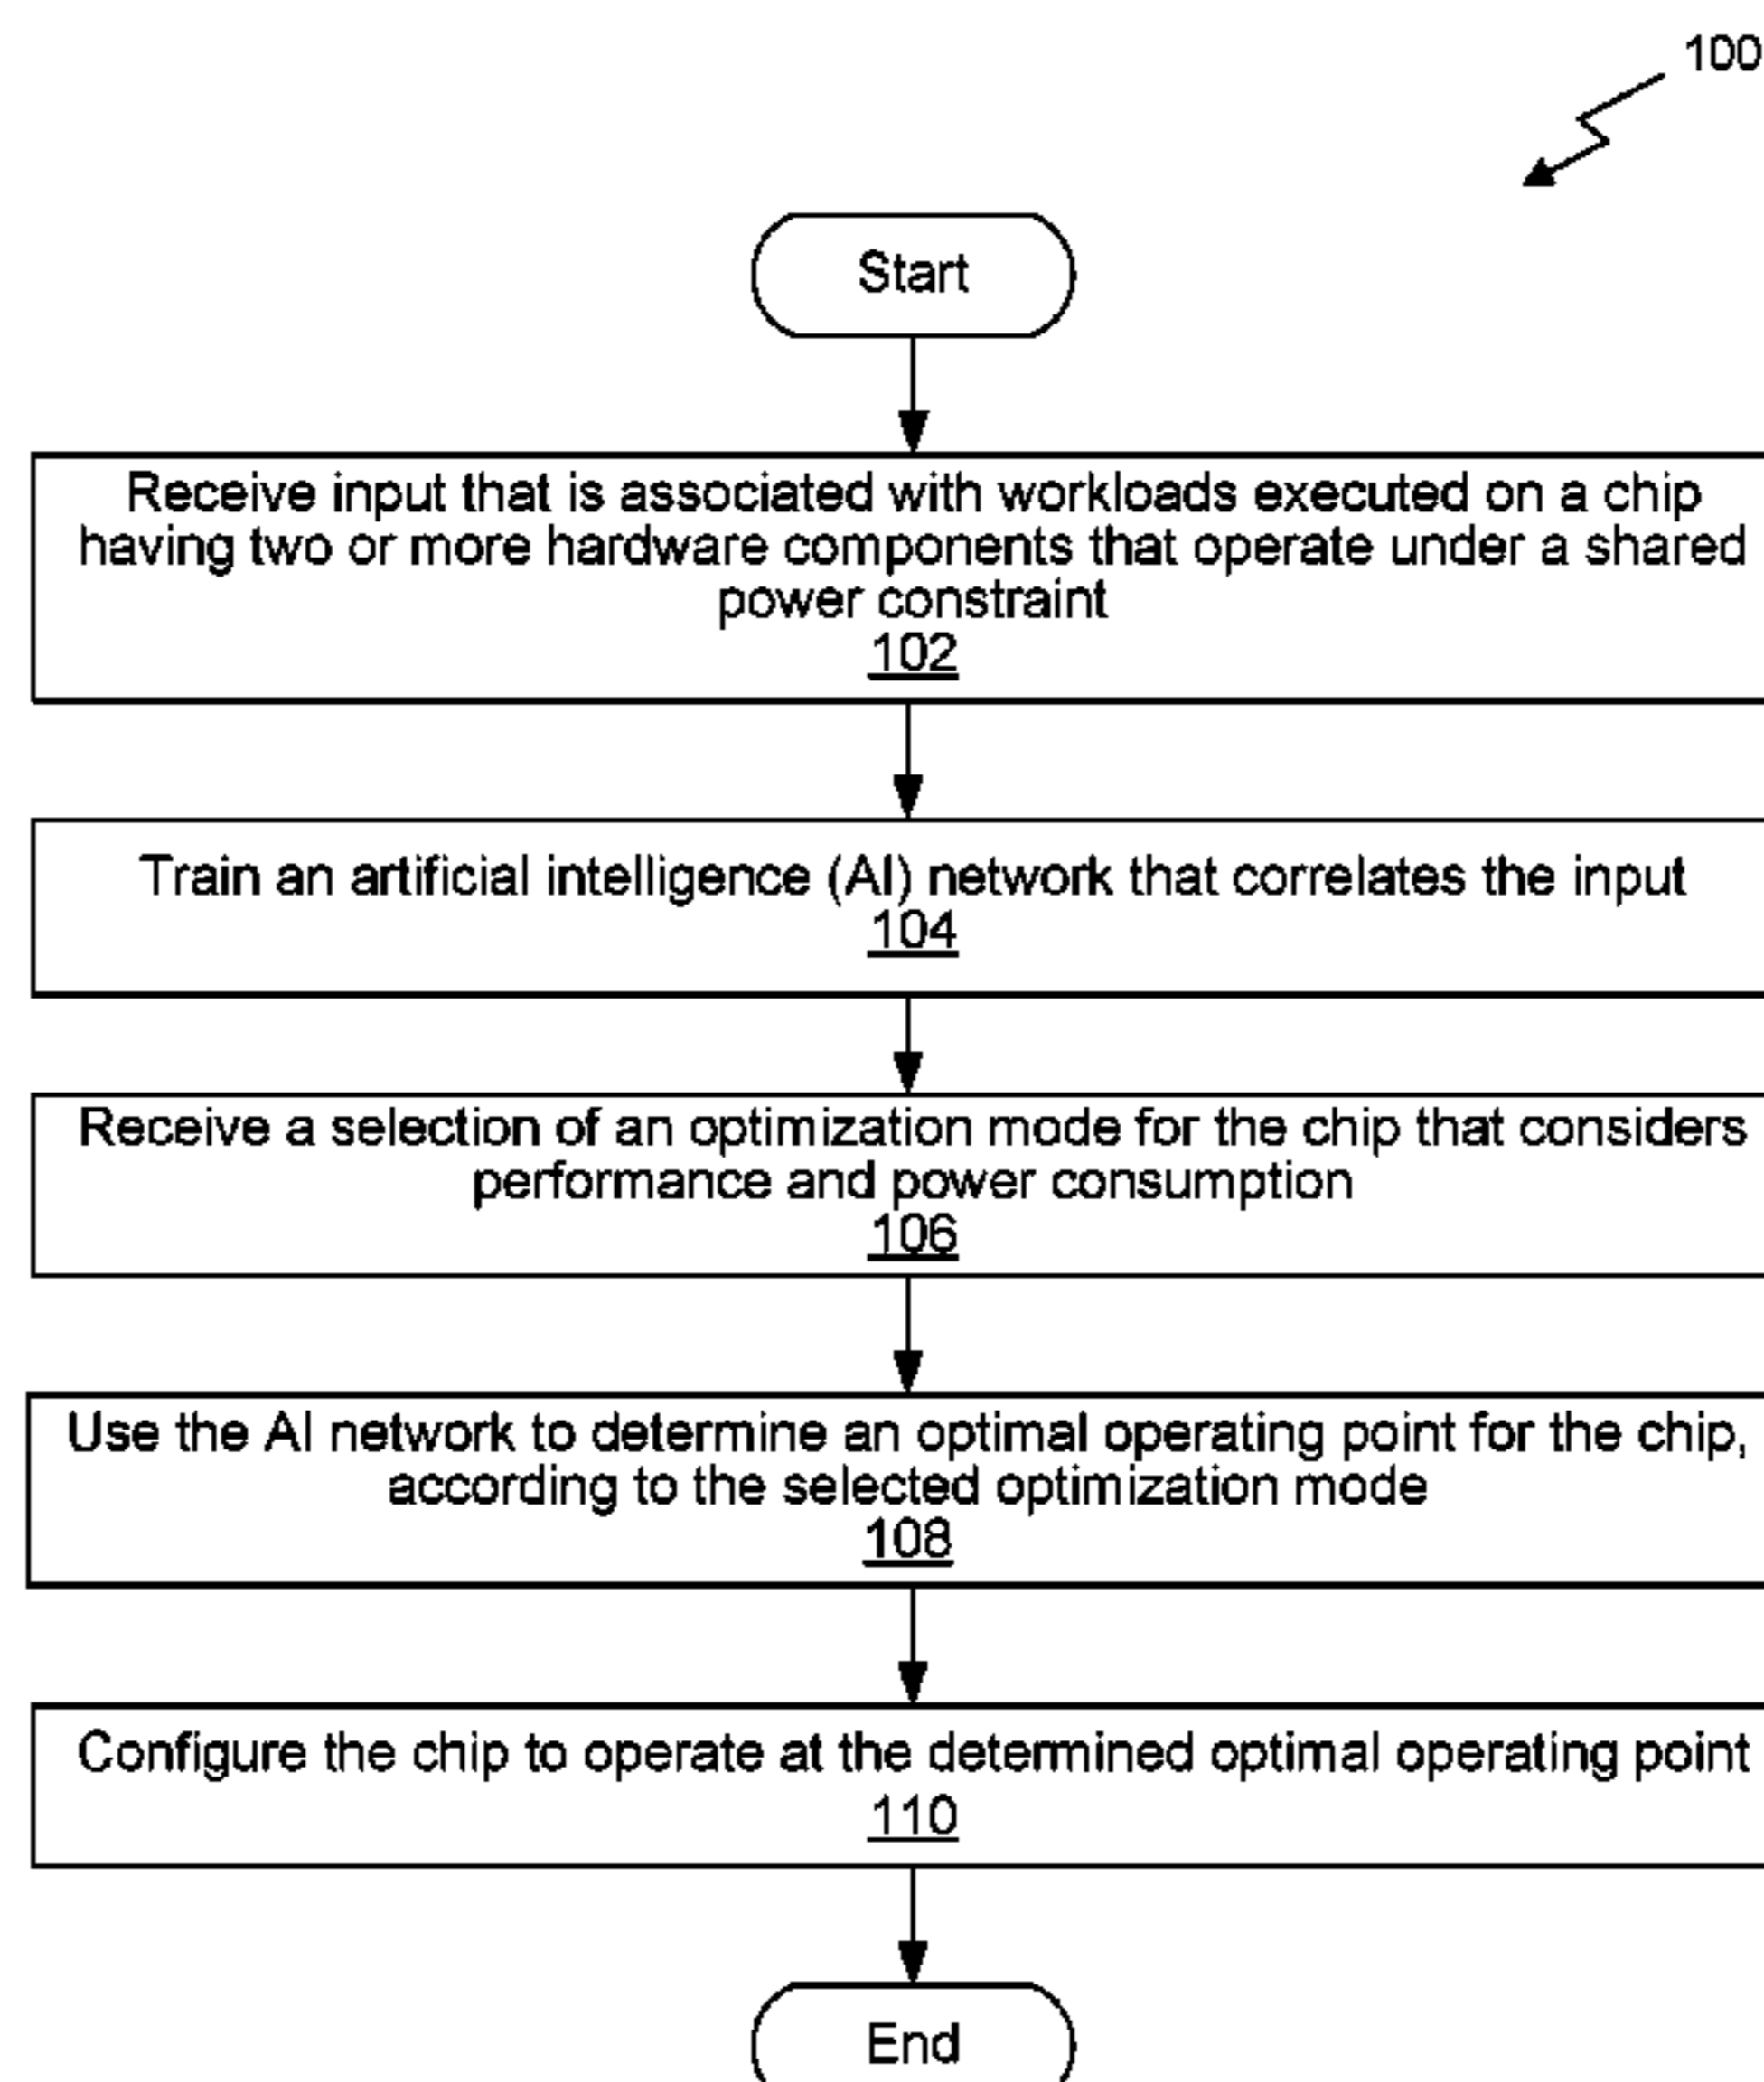 100
Start
Receive input that is associated with workloads executed on a chip
having two or more hardware components that operate under a shared
power constraint
102
Train an artificial intelligence (AI) network that correlates the input
104
Receive a selection of an optimization mode for the chip that considers
performance and power consumption
106
Use the AI network to determine an optimal operating point for the chip,
according to the selected optimization mode
108
Configure the chip to operate at the determined optimal operating point
110
End